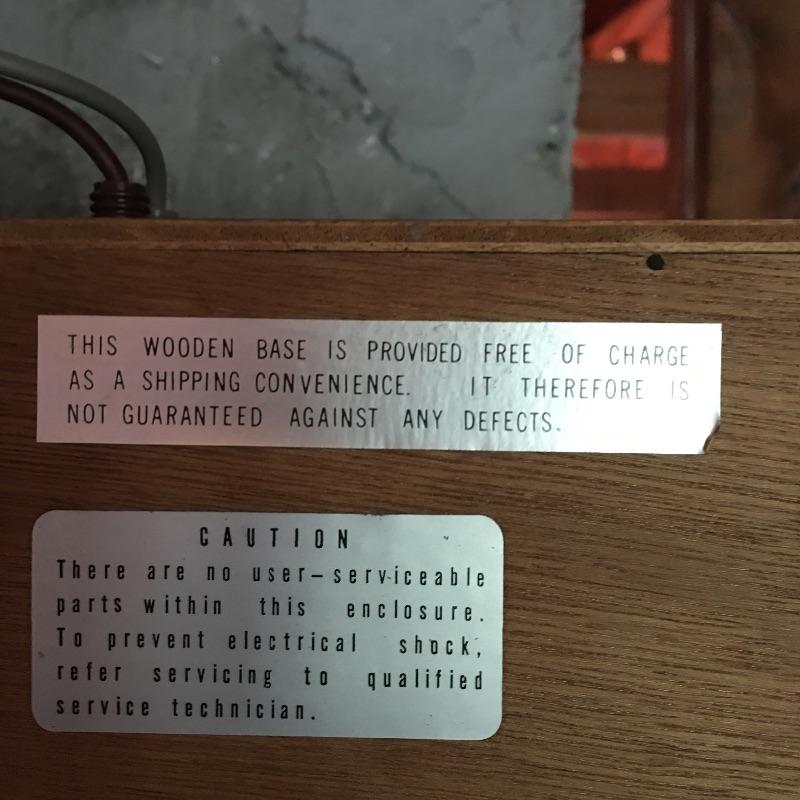 THIS WOODEN BASE IS PROVIDED FREE OF CHARGE
AS A SHIPPING CONVENIENCE. IT THEREFORE IS
NOT GUARANTEED AGAINST ANY DEFECTS.
CAUTION
There are no user-serviceable
parts within this enclosure.
To prevent electrical shock,
refer servicing to qualified
service technician.